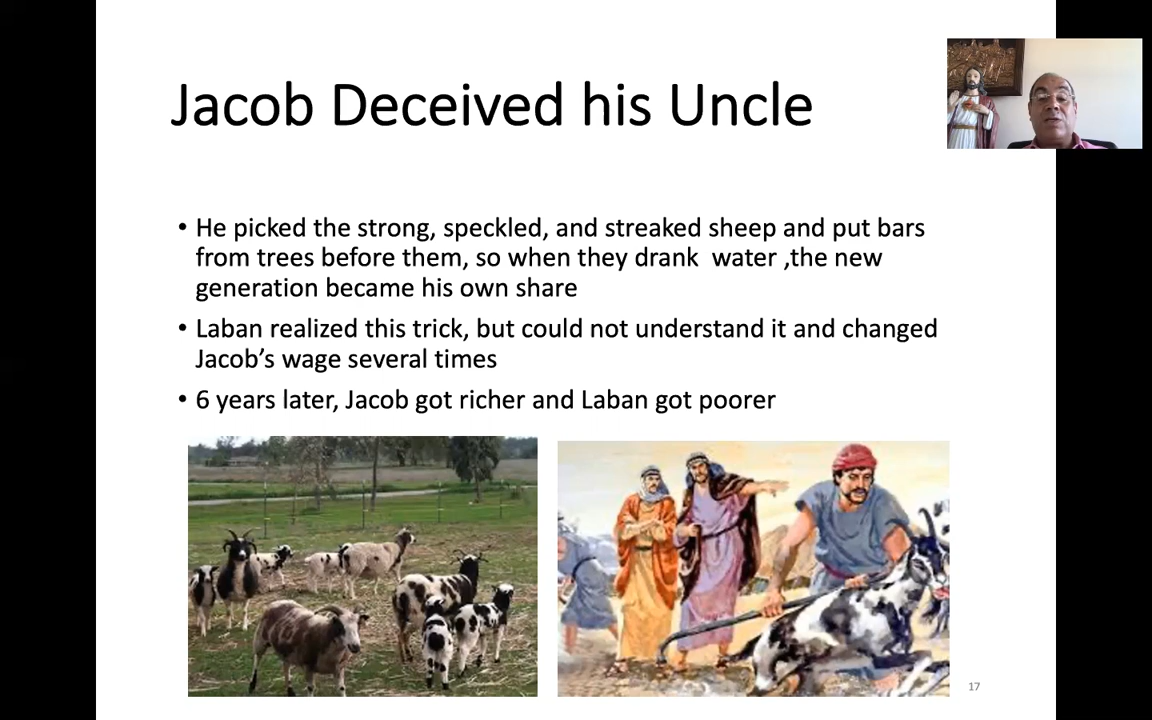 Jacob Deceived his Uncle
• He picked the strong, speckled, and streaked sheep and put bars
from trees before them, so when they drank  water ,the new
generation became his own share
• Laban realized this trick, but could not understand it and changed
Jacob’s wage several times
• 6 years later, Jacob got richer and Laban got poorer
17